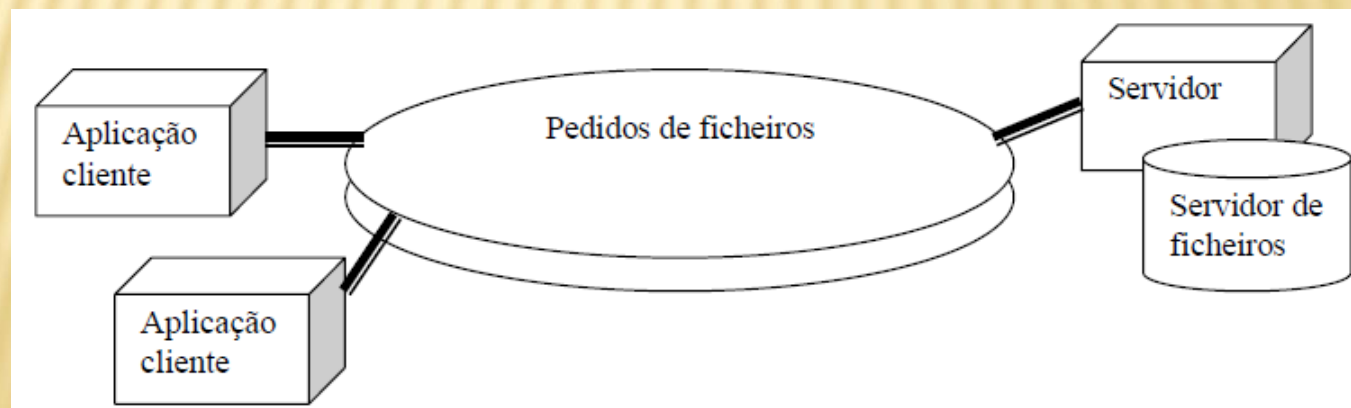 Aplicação
cliente
Pedidos de ficheiros
Servidor
Servidor de
ficheiros
Aplicação
cliente